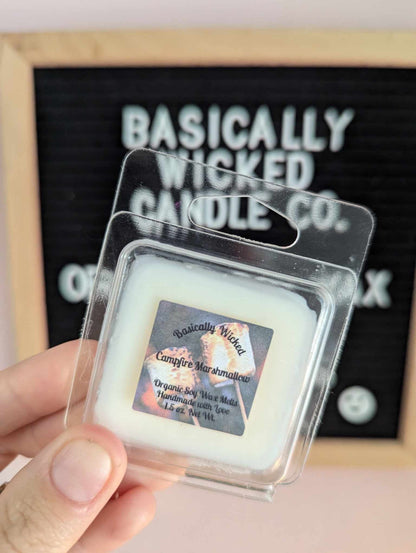 BASICALLY
WICKED
CANDLE CO.
AX
Basically Wicked
Campfire Marshmallow
Organic Soy Wax Melts
Handmade with Love
1.5 oz. Net Wt.